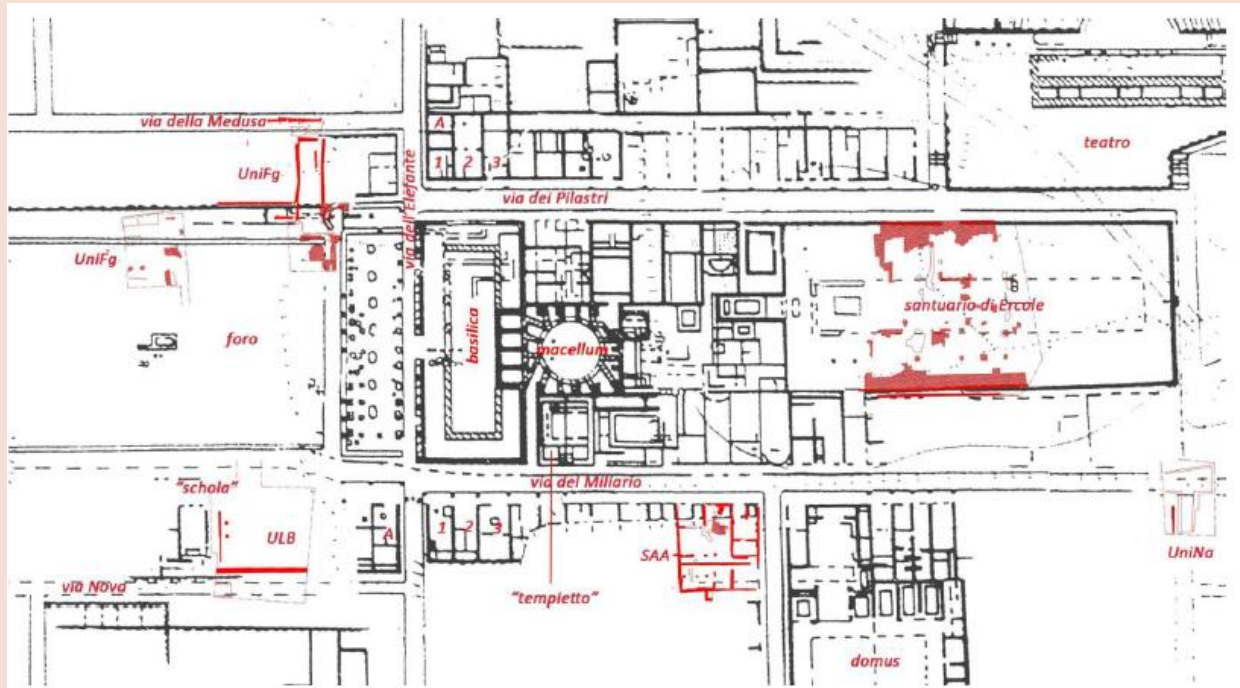 via della Medusa
A
teatro
UniFg
1
2
3
via dell'Elefante
via dei Pilastri
UniFg
santuario di Ercole
foro
basilica
macellum
via del Miliario
"schola"
1
2
3
ULB
A
SAA
UniNa
via Nova
"tempietto"
domus